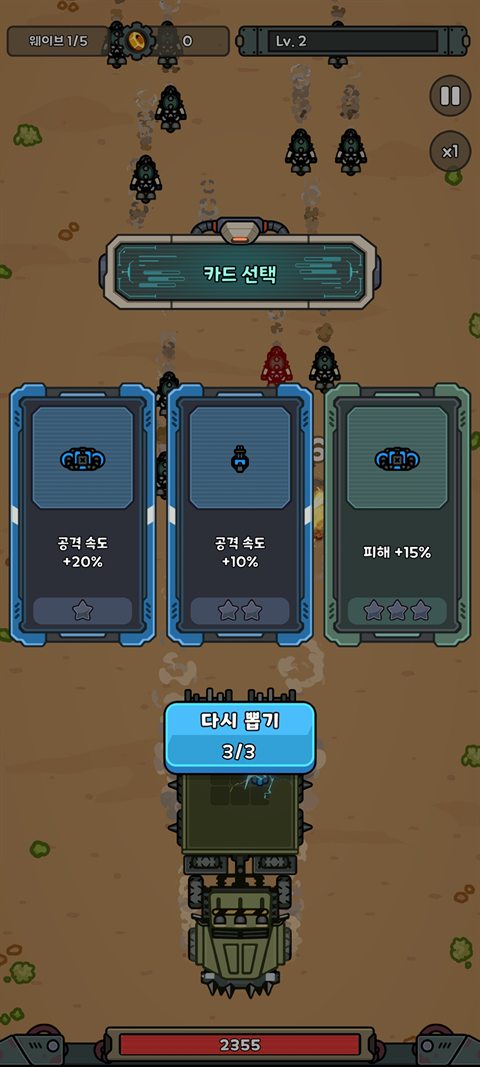 웨이브 1/5
0
Lv. 2
x1
카드 선택
공격 속도
+20%
공격 속도
+10%
피해 +15%
다시 뽑기
3/3
2355